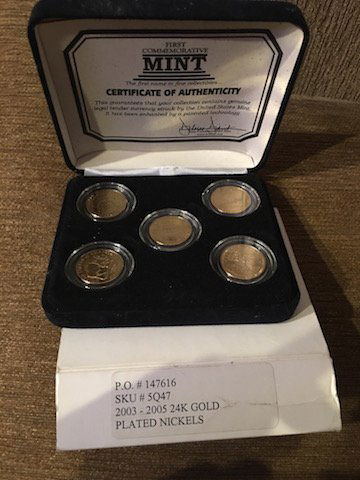 FIRST
COMMEMORATIVE
MINT
The first name in fine collectibles
CERTIFICATE OF AUTHENTICITY
This guarantees that your collection contains genuine
legal tender currency struck by the United States Mint.
It has been enhanced by a patented technology.
P.O. # 147616
SKU # 5Q47
2003 - 2005 24K GOLD
PLATED NICKELS